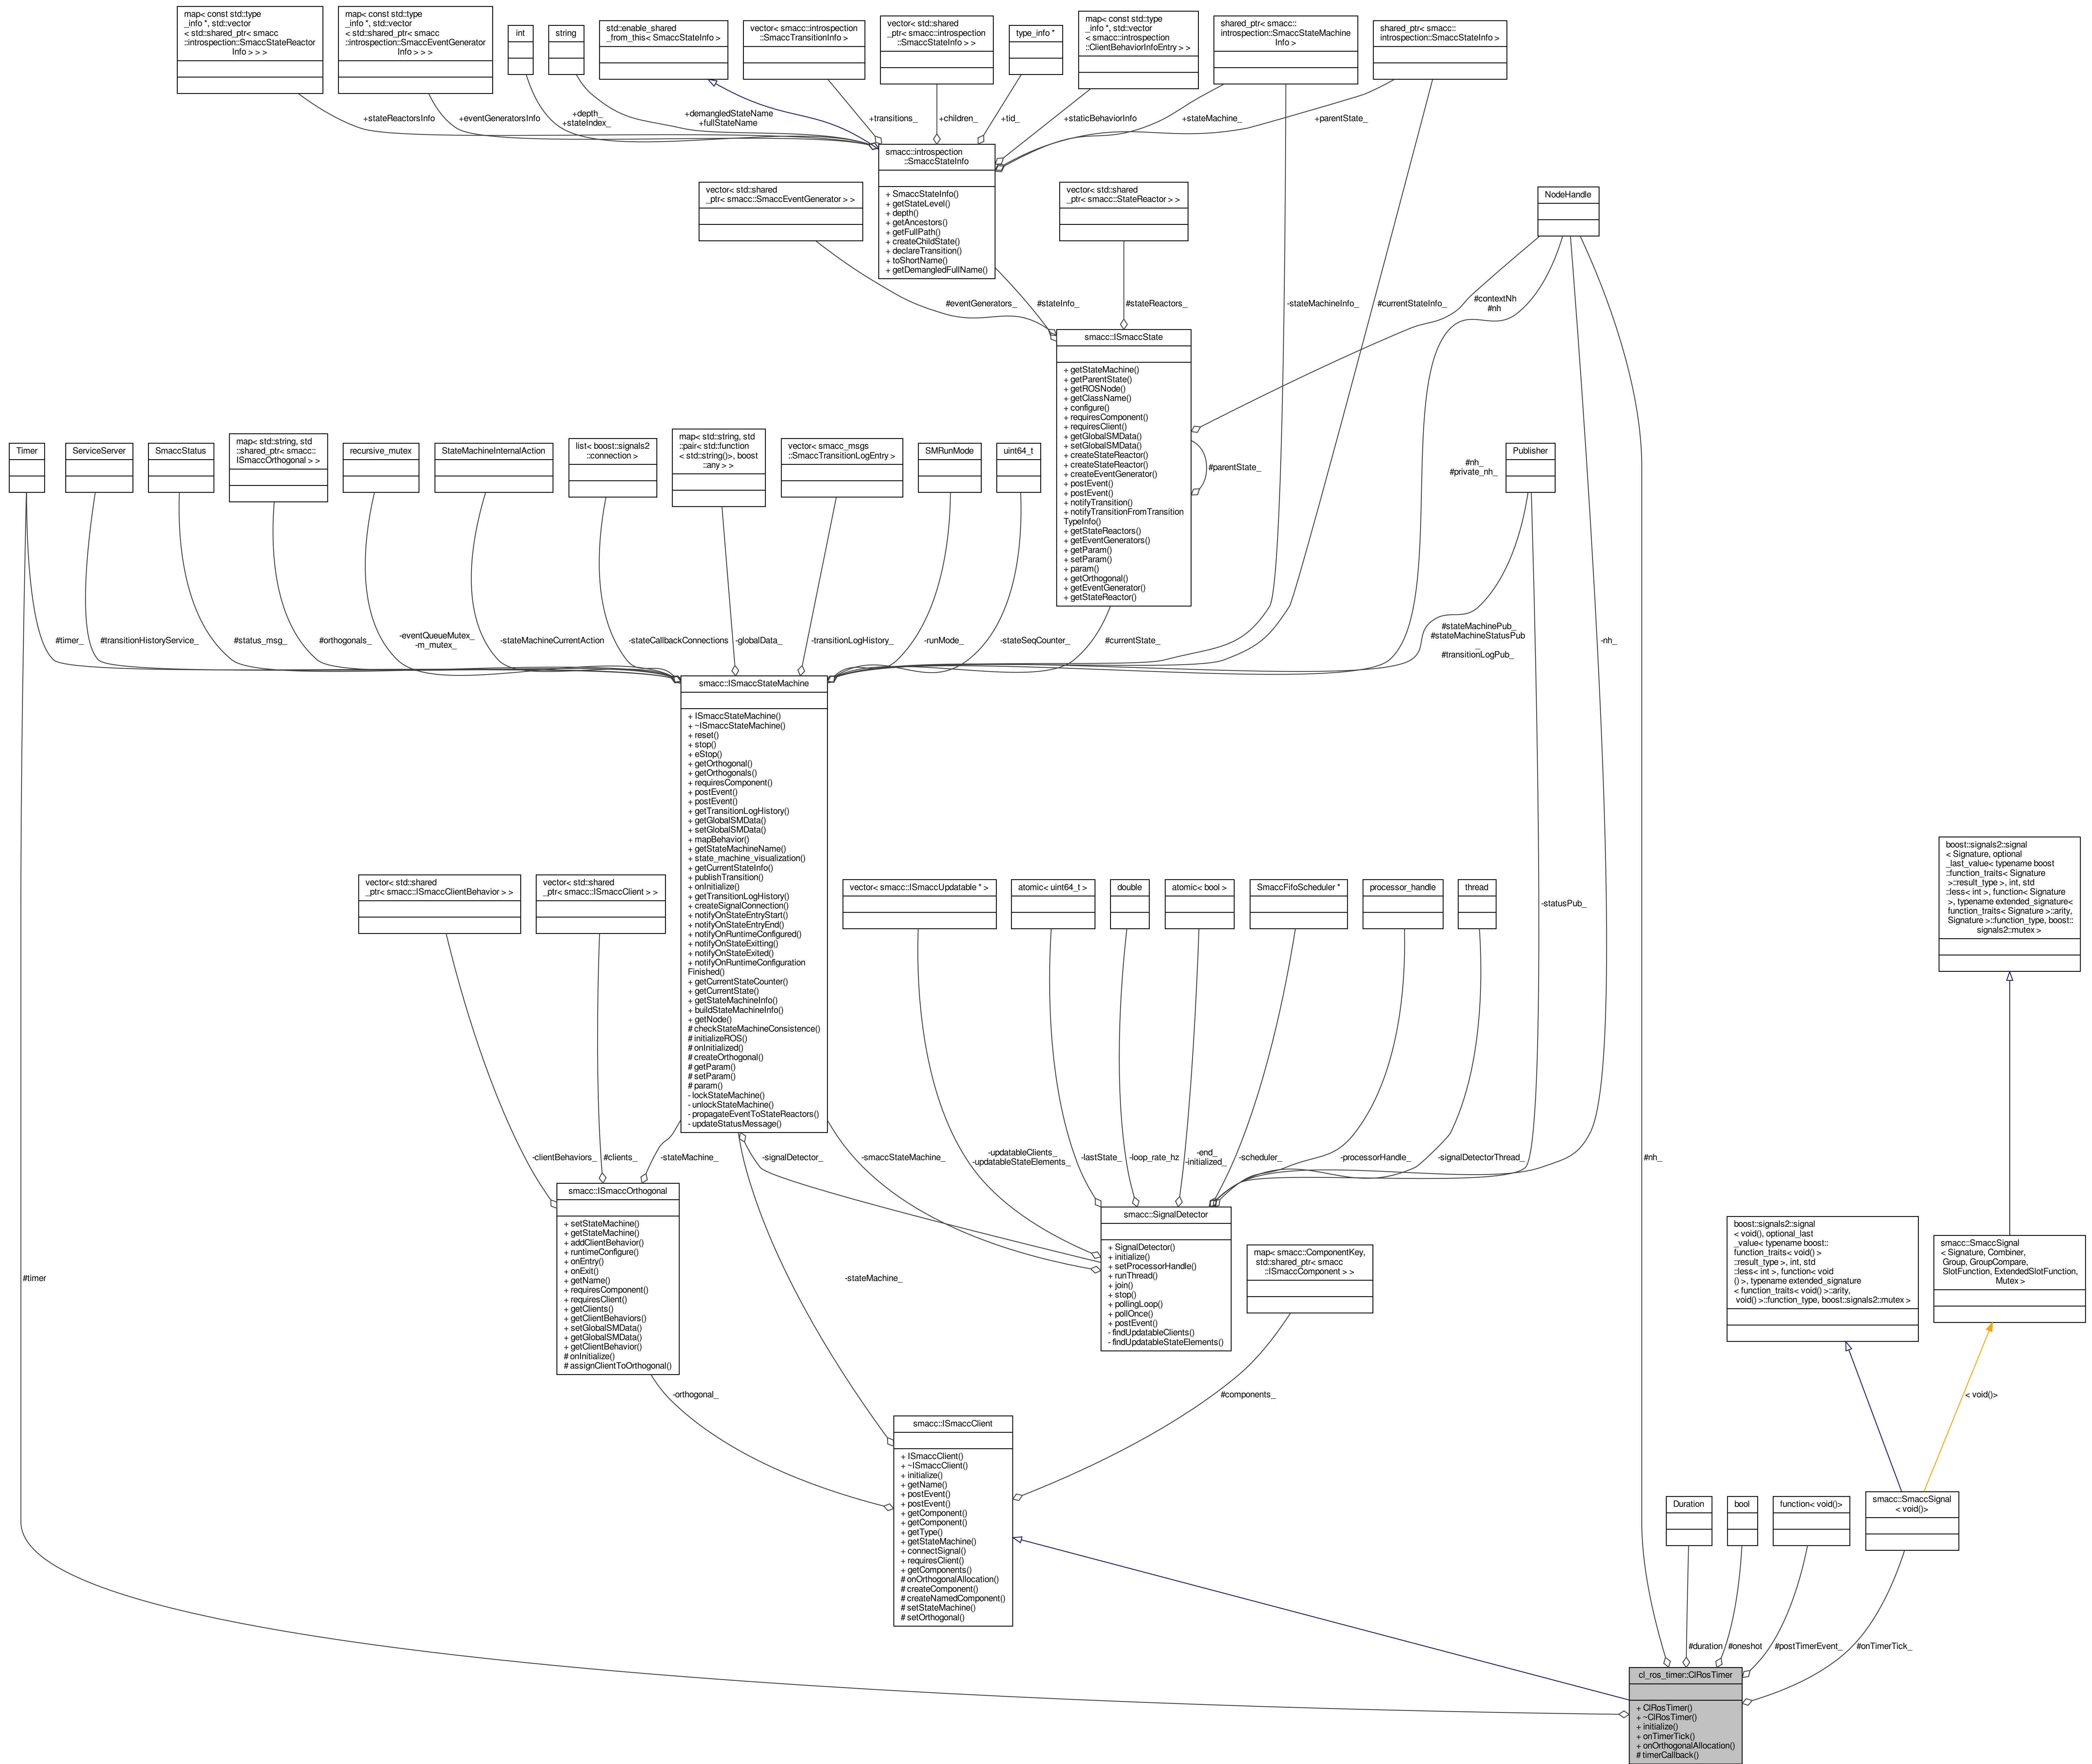 map< const std::type
_info *, std::vector
< std::shared_ptr< smacc
::introspection::SmaccStateReactor
Info > > >
map< const std::type
_info *, std::vector
< std::shared_ptr< smacc
::introspection::SmaccEventGenerator
Info > > >
int
string
std::enable_shared
_from_this< SmaccStateInfo >
vector< smacc::introspection
::SmaccTransitionInfo >
vector< std::shared
_ptr< smacc::introspection
::SmaccStateInfo > >
type_info *
map< const std::type
_info *, std::vector
< smacc::introspection
::ClientBehaviorInfoEntry > >
shared_ptr< smacc::
introspection::SmaccStateMachine
Info >
shared_ptr< smacc::
introspection::SmaccStateInfo >
+stateReactorsInfo
+eventGeneratorsInfo
+depth_
+stateIndex_
+demangledStateName
+fullStateName
+transitions_
+children_
+tid_
+staticBehaviorInfo
+stateMachine_
+parentState_
smacc::introspection
::SmaccStateInfo
+ SmaccStateInfo()
+ getStateLevel()
+ depth()
+ getAncestors()
+ getFullPath()
+ createChildState()
+ declareTransition()
+ toShortName()
+ getDemangledFullName()
vector< std::shared
_ptr< smacc::SmaccEventGenerator > >
vector< std::shared
_ptr< smacc::StateReactor > >
NodeHandle
#eventGenerators_
#stateInfo_
#stateReactors_
-stateMachineInfo_
#currentStateInfo_
#contextNh
#nh
smacc::ISmaccState
+ getStateMachine()
+ getParentState()
+ getROSNode()
+ getClassName()
+ configure()
+ requiresComponent()
+ requiresClient()
+ getGlobalSMData()
+ setGlobalSMData()
+ createStateReactor()
+ createStateReactor()
+ createEventGenerator()
+ postEvent()
+ postEvent()
+ notifyTransition()
+ notifyTransitionFromTransition
TypeInfo()
+ getStateReactors()
+ getEventGenerators()
+ getParam()
+ setParam()
+ param()
+ getOrthogonal()
+ getEventGenerator()
+ getStateReactor()
#parentState_
Timer
ServiceServer
SmaccStatus
map< std::string, std
::shared_ptr< smacc::
ISmaccOrthogonal > >
recursive_mutex
StateMachineInternalAction
list< boost::signals2
::connection >
map< std::string, std
::pair< std::function
< std::string()>, boost
::any > >
vector< smacc_msgs
::SmaccTransitionLogEntry >
SMRunMode
uint64_t
Publisher
#nh_
#private_nh_
#timer_
#transitionHistoryService_
#status_msg_
#orthogonals_
-eventQueueMutex_
-m_mutex_
-stateMachineCurrentAction
-stateCallbackConnections
-globalData_
-transitionLogHistory_
-runMode_
-stateSeqCounter_
#currentState_
#stateMachinePub_
#stateMachineStatusPub
_
#transitionLogPub_
-nh_
smacc::ISmaccStateMachine
+ ISmaccStateMachine()
+ ~ISmaccStateMachine()
+ reset()
+ stop()
+ eStop()
+ getOrthogonal()
+ getOrthogonals()
+ requiresComponent()
+ postEvent()
+ postEvent()
+ getTransitionLogHistory()
+ getGlobalSMData()
+ setGlobalSMData()
+ mapBehavior()
+ getStateMachineName()
+ state_machine_visualization()
+ getCurrentStateInfo()
+ publishTransition()
+ onInitialize()
+ getTransitionLogHistory()
+ createSignalConnection()
+ notifyOnStateEntryStart()
+ notifyOnStateEntryEnd()
+ notifyOnRuntimeConfigured()
+ notifyOnStateExitting()
+ notifyOnStateExited()
+ notifyOnRuntimeConfiguration
Finished()
+ getCurrentStateCounter()
+ getCurrentState()
+ getStateMachineInfo()
+ buildStateMachineInfo()
+ getNode()
# checkStateMachineConsistence()
# initializeROS()
# onInitialized()
# createOrthogonal()
# getParam()
# setParam()
# param()
- lockStateMachine()
- unlockStateMachine()
- propagateEventToStateReactors()
- updateStatusMessage()
vector< std::shared
_ptr< smacc::ISmaccClientBehavior > >
vector< std::shared
_ptr< smacc::ISmaccClient > >
vector< smacc::ISmaccUpdatable * >
atomic< uint64_t >
double
atomic< bool >
SmaccFifoScheduler *
processor_handle
thread
-statusPub_
boost::signals2::signal
< Signature, optional
_last_value< typename boost
::function_traits< Signature
>::result_type >, int, std
::less< int >, function< Signature
>, typename extended_signature<
function_traits< Signature >::arity,
Signature >::function_type, boost::
signals2::mutex >
-clientBehaviors_
#clients_
-stateMachine_
-signalDetector_
-smaccStateMachine_
-updatableClients_
-updatableStateElements_
-lastState_
-loop_rate_hz
-end_
-initialized_
-scheduler_
-processorHandle_
-signalDetectorThread_
#nh_
smacc::ISmaccOrthogonal
+ setStateMachine()
+ getStateMachine()
+ addClientBehavior()
+ runtimeConfigure()
+ onEntry()
+ onExit()
+ getName()
+ requiresComponent()
+ requiresClient()
+ getClients()
+ getClientBehaviors()
+ setGlobalSMData()
+ getGlobalSMData()
+ getClientBehavior()
# onInitialize()
# assignClientToOrthogonal()
smacc::SignalDetector
+ SignalDetector()
+ initialize()
+ setProcessorHandle()
+ runThread()
+ join()
+ stop()
+ pollingLoop()
+ pollOnce()
+ postEvent()
- findUpdatableClients()
- findUpdatableStateElements()
map< smacc::ComponentKey,
std::shared_ptr< smacc
::ISmaccComponent > >
boost::signals2::signal
< void(), optional_last
_value< typename boost::
function_traits< void() >
::result_type >, int, std
::less< int >, function< void
() >, typename extended_signature
< function_traits< void() >::arity,
void() >::function_type, boost::signals2::mutex >
smacc::SmaccSignal
< Signature, Combiner,
Group, GroupCompare,
SlotFunction, ExtendedSlotFunction,
Mutex >
#timer
-stateMachine_
-orthogonal_
#components_
< void()>
smacc::ISmaccClient
+ ISmaccClient()
+ ~ISmaccClient()
+ initialize()
+ getName()
+ postEvent()
+ postEvent()
+ getComponent()
+ getComponent()
+ getType()
+ getStateMachine()
+ connectSignal()
+ requiresClient()
+ getComponents()
# onOrthogonalAllocation()
# createComponent()
# createNamedComponent()
# setStateMachine()
# setOrthogonal()
Duration
bool
function< void()>
smacc::SmaccSignal
< void()>
#duration
#oneshot
#postTimerEvent_
#onTimerTick_
cl_ros_timer::ClRosTimer
+ ClRosTimer()
+ ~ClRosTimer()
+ initialize()
+ onTimerTick()
+ onOrthogonalAllocation()
# timerCallback()